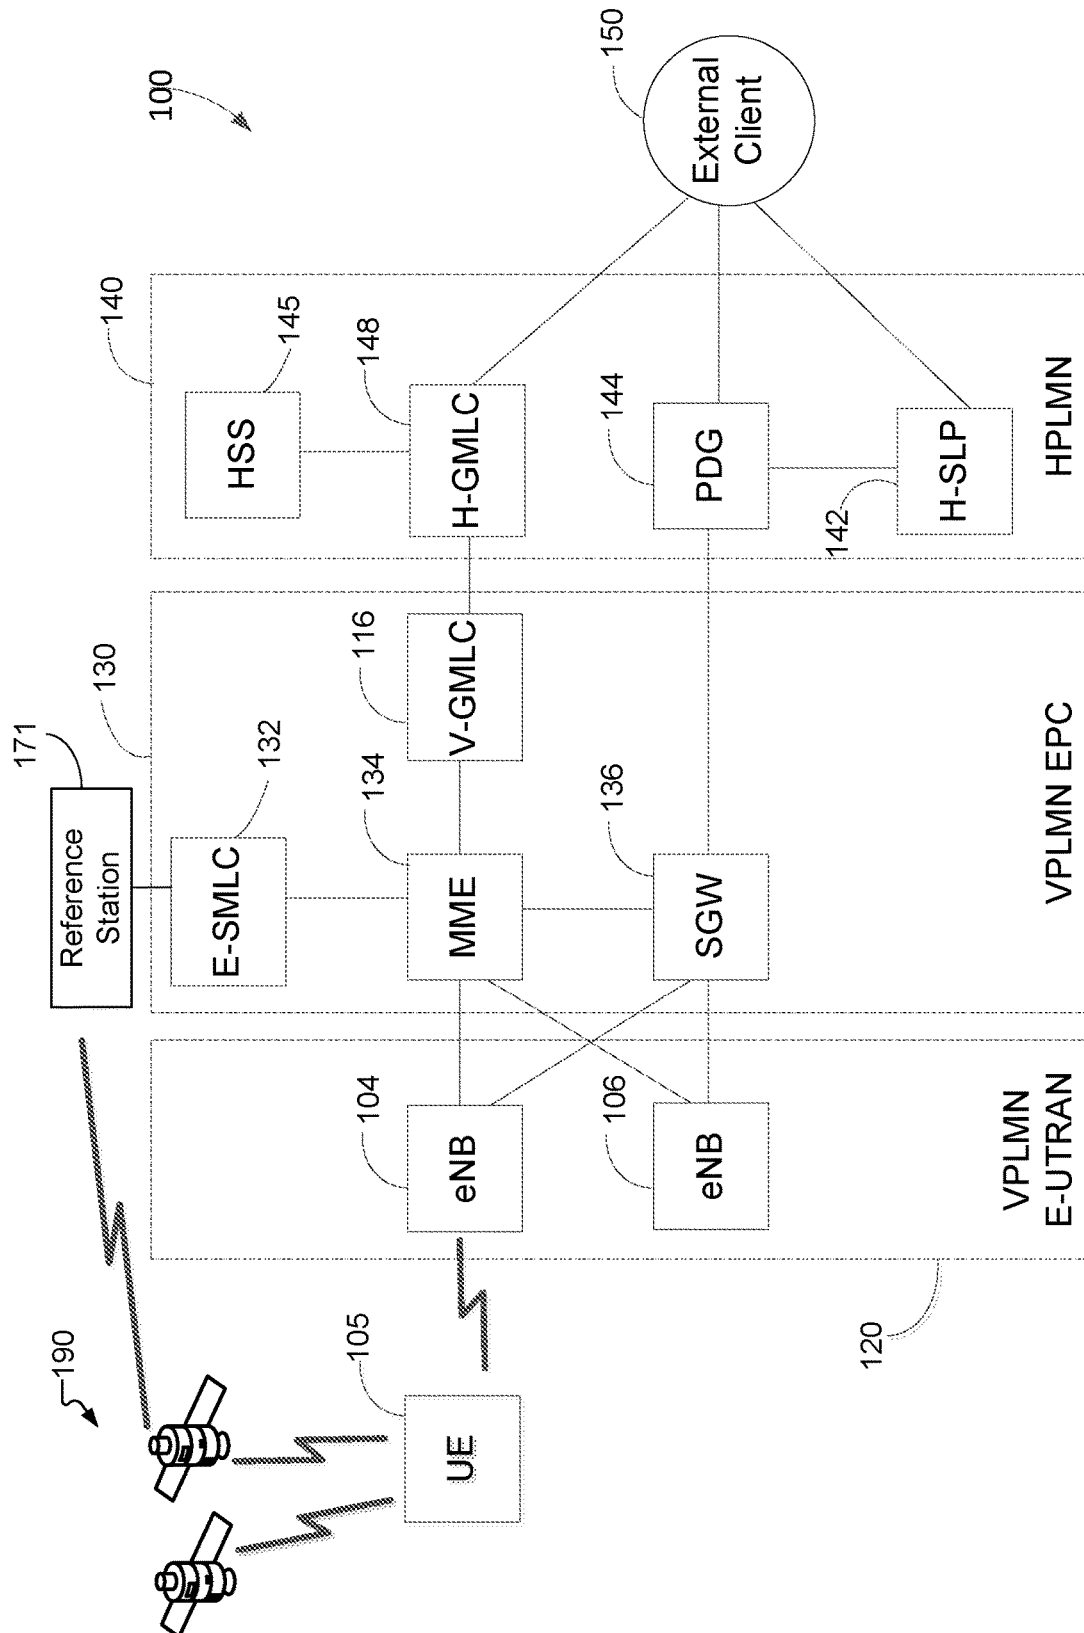 100
190
171
Reference
Station
130
140
E-SMLC
132
HSS
145
105
UE
104
eNB
134
MME
116
V-GMLC
148
H-GMLC
150
External
Client
106
eNB
136
SGW
144
PDG
142
H-SLP
120
VPLMN
E-UTRAN
VPLMN EPC
HPLMN